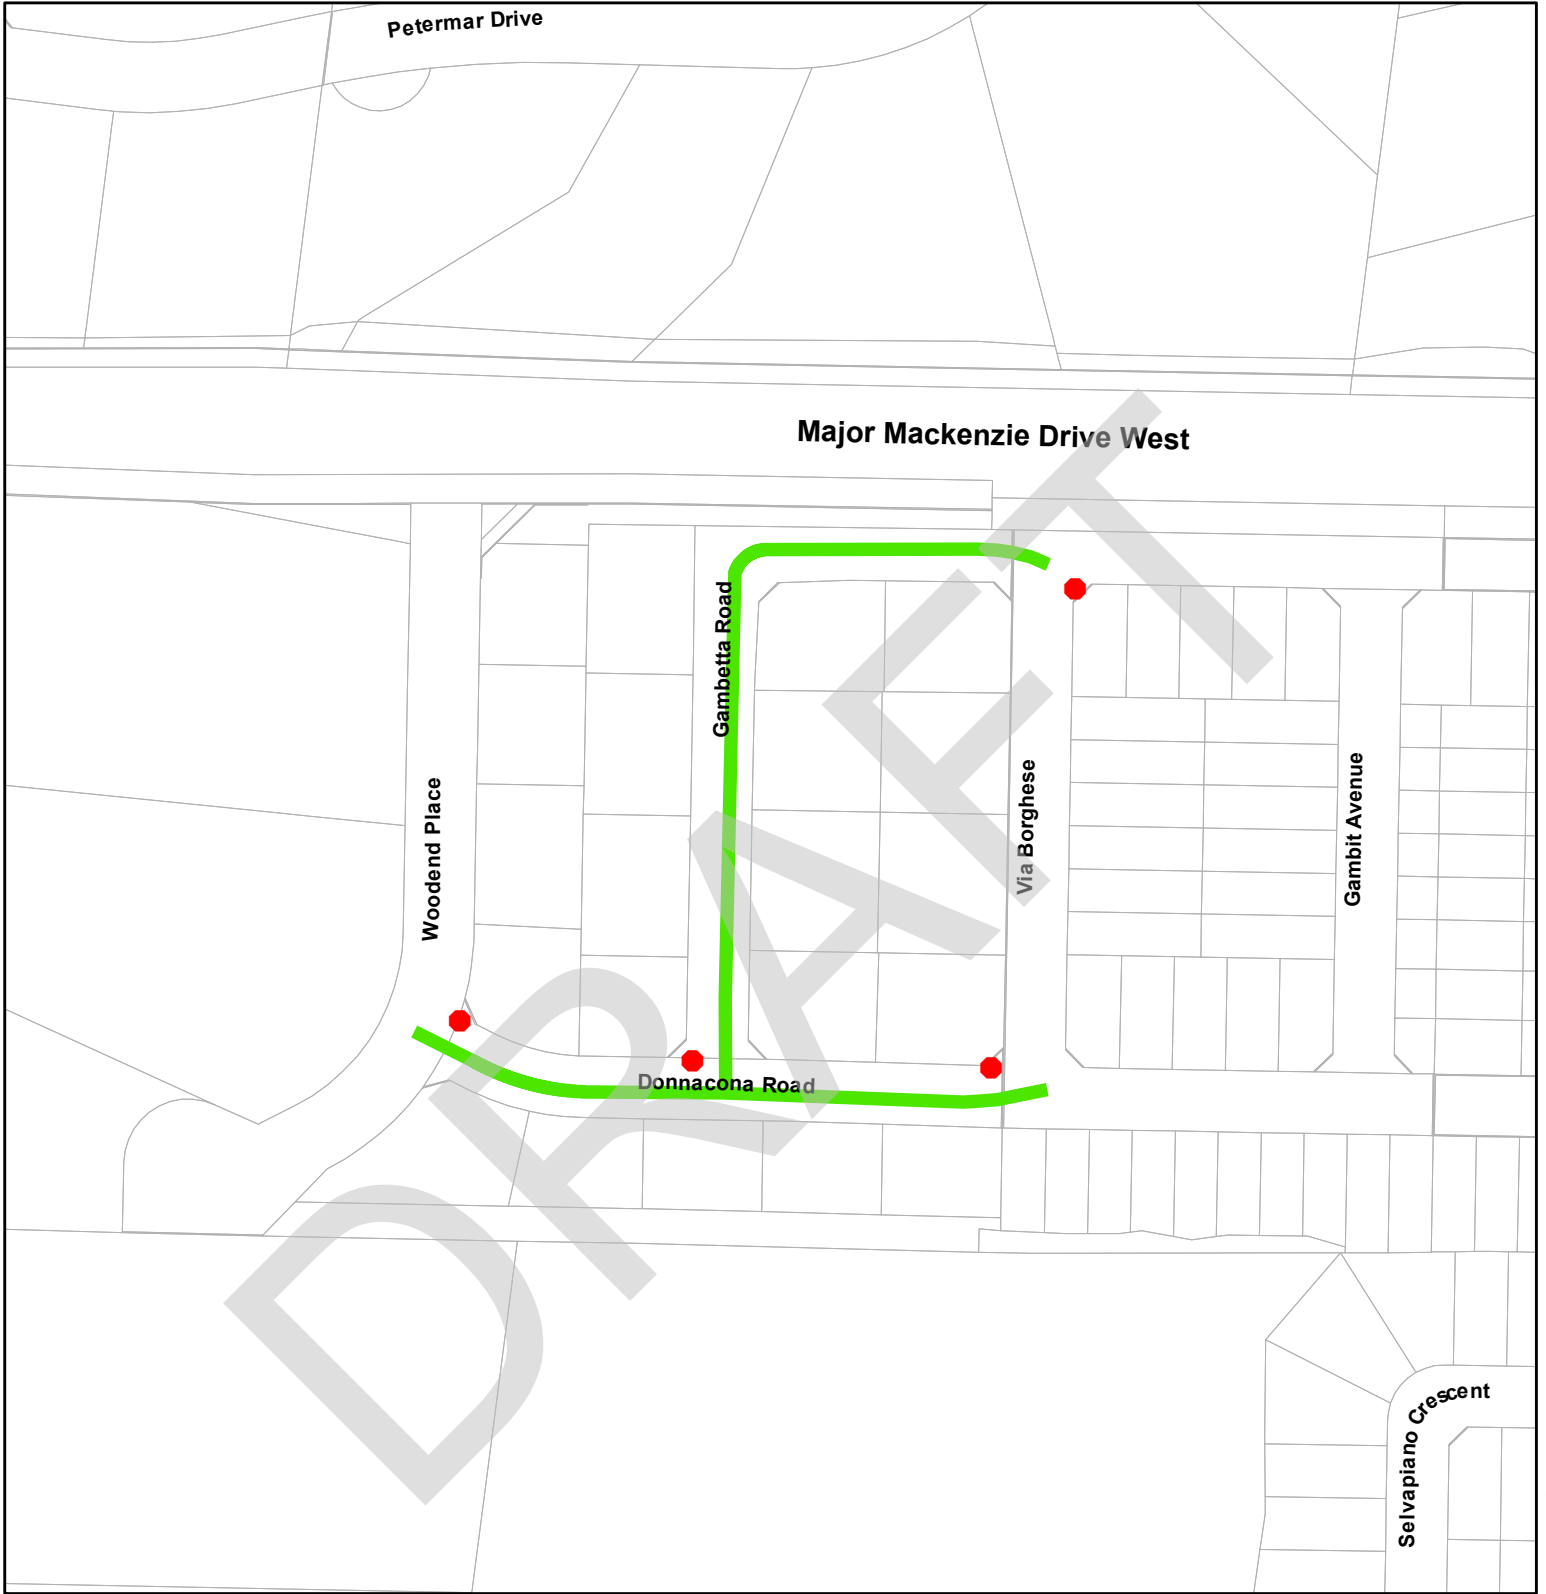 Petermar Drive
Major Mackenzie Drive West
Gambetta Road
Woodend Place
Via Borghese
Gambit Avenue
Donnacona Road
DRAFT
Selvapiano Crescent